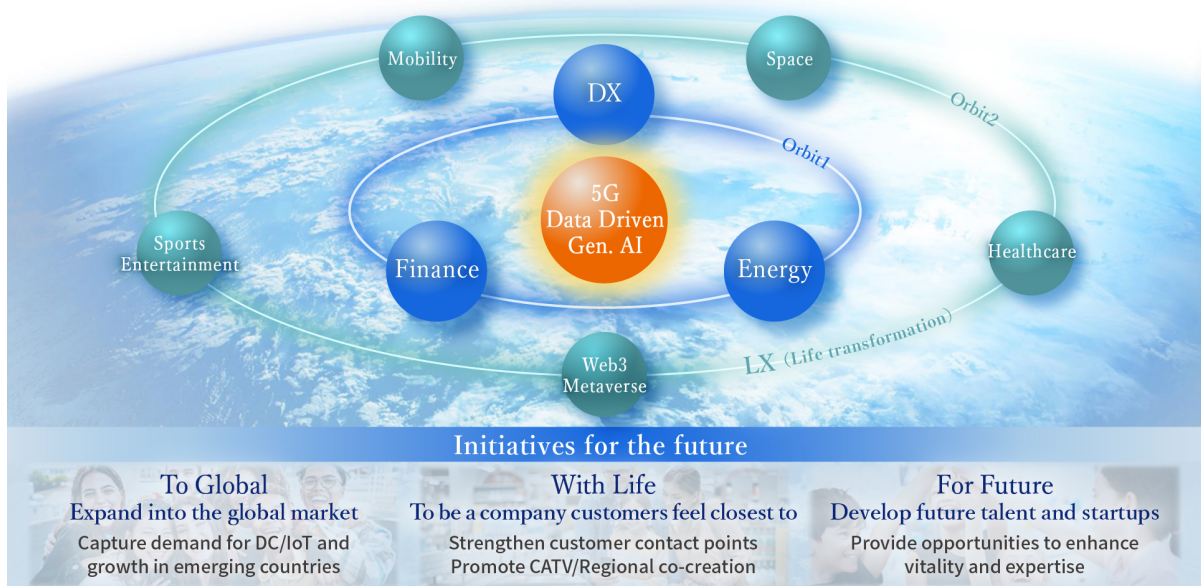 Mobility
Space
DX
Orbit2
Orbit1
5G
Data Driven
Gen. AI
Sports
Entertainment
Finance
Energy
Healthcare
LX (Life transformation)
Web3
Metaverse
Initiatives for the future
To Global
Expand into the global market
Capture demand for DC/IoT and
growth in emerging countries
With Life
To be a company customers feel closest to
Strengthen customer contact points
Promote CATV/Regional co-creation
For Future
Develop future talent and startups
Provide opportunities to enhance
vitality and expertise